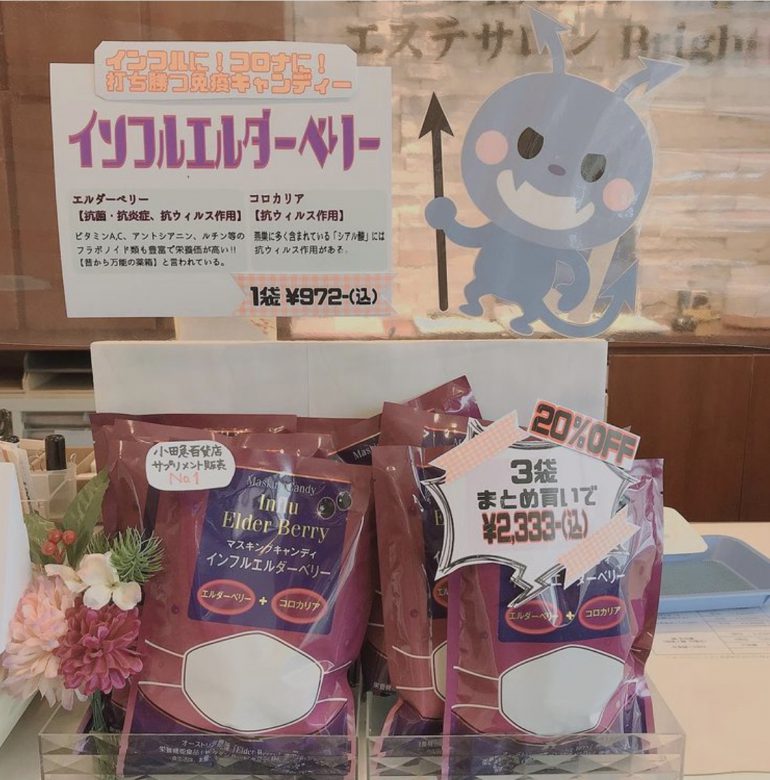 エステサロン Bright
インフルに!コロナに!
打ち勝つ免疫キャンディー
インフルエルダーベリー
エルダーベリー
【抗菌・抗炎症、抗ウィルス作用】
ビタミンA,C、アントシアニン、ルチン等の
フラボノイド類も豊富で栄養価が高い!!
【昔から万能の薬箱】と言われている。
コロカリア
【抗ウィルス作用】
燕巣に多く含まれている「シアル酸」には
抗ウィルス作用がある。
1袋 ¥972-(込)
20%OFF
3袋
まとめ買いで
¥2,333-(込)
小田急百貨店
サプリメント販売
No.1
Masking Candy
Infu
Elder Berry
マスキングキャンディ
インフルエルダーベリー
エルダーベリー + コロカリア
エルダーベリー
エルダーベリー + コロカリア